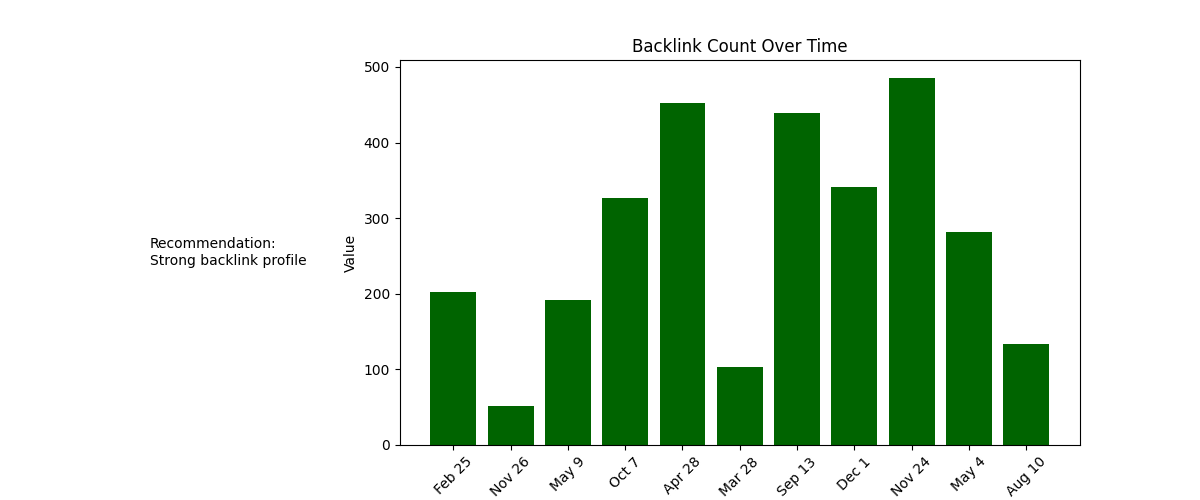 Backlink Count Over Time
Recommendation:
Strong backlink profile
Value
500
400
300
200
100
0
Feb 25
Nov 26
May 9
Oct 7
Apr 28
Mar 28
Sep 13
Dec 1
Nov 24
May 4
Aug 10